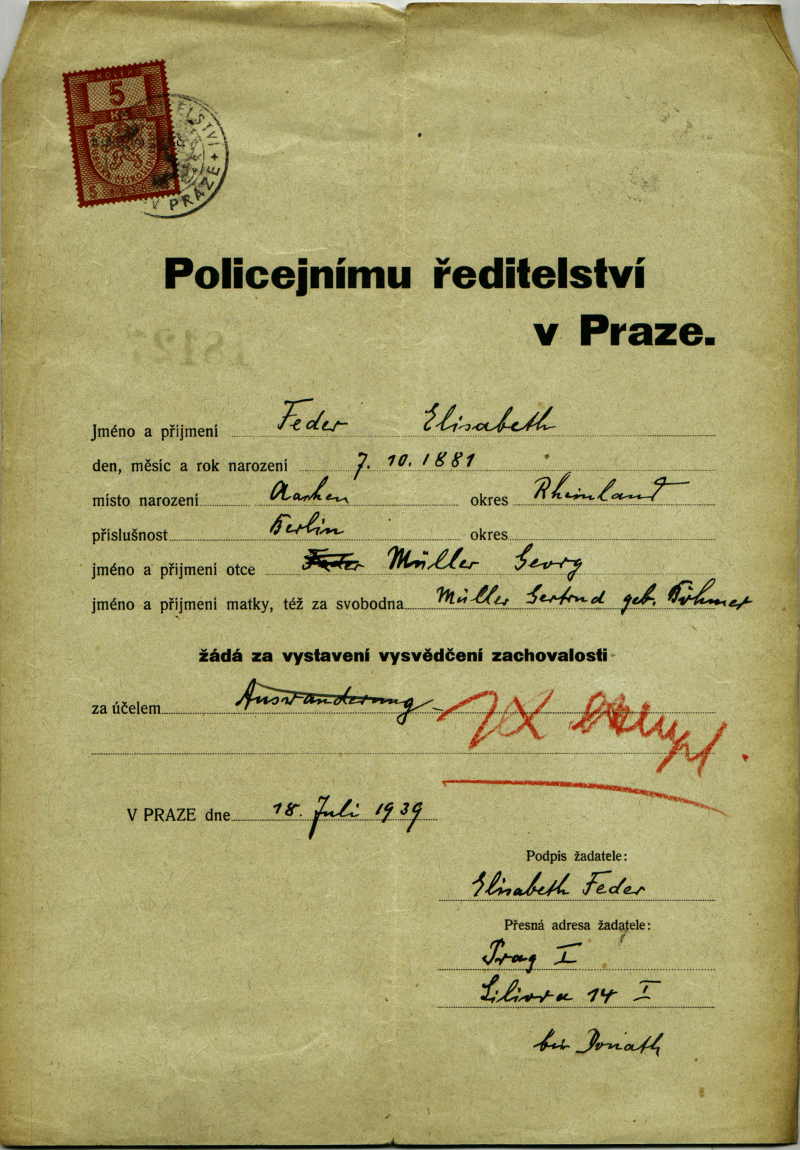 KOLEK
5
KS
5
V PRAZE
Policejnímu ředitelství
v Praze.
Jméno a příjmení Feder Elisabeth
den, měsíc a rok narození 7. 10. 1881
místo narození Aachen okres Rheinland
příslušnost Berlin okres
jméno a příjmení otce Feder Müller Georg
jméno a příjmení matky, též za svobodna Müller Gertrud geb. Böhmer
žádá za vystavení vysvědčení zachovalosti
za účelem Auswanderung
V PRAZE dne 18. Juli 1939
Podpis žadatele:
Elisabeth Feder
Přesná adresa žadatele:
Prag I
Liliova 14 I
bei Donath